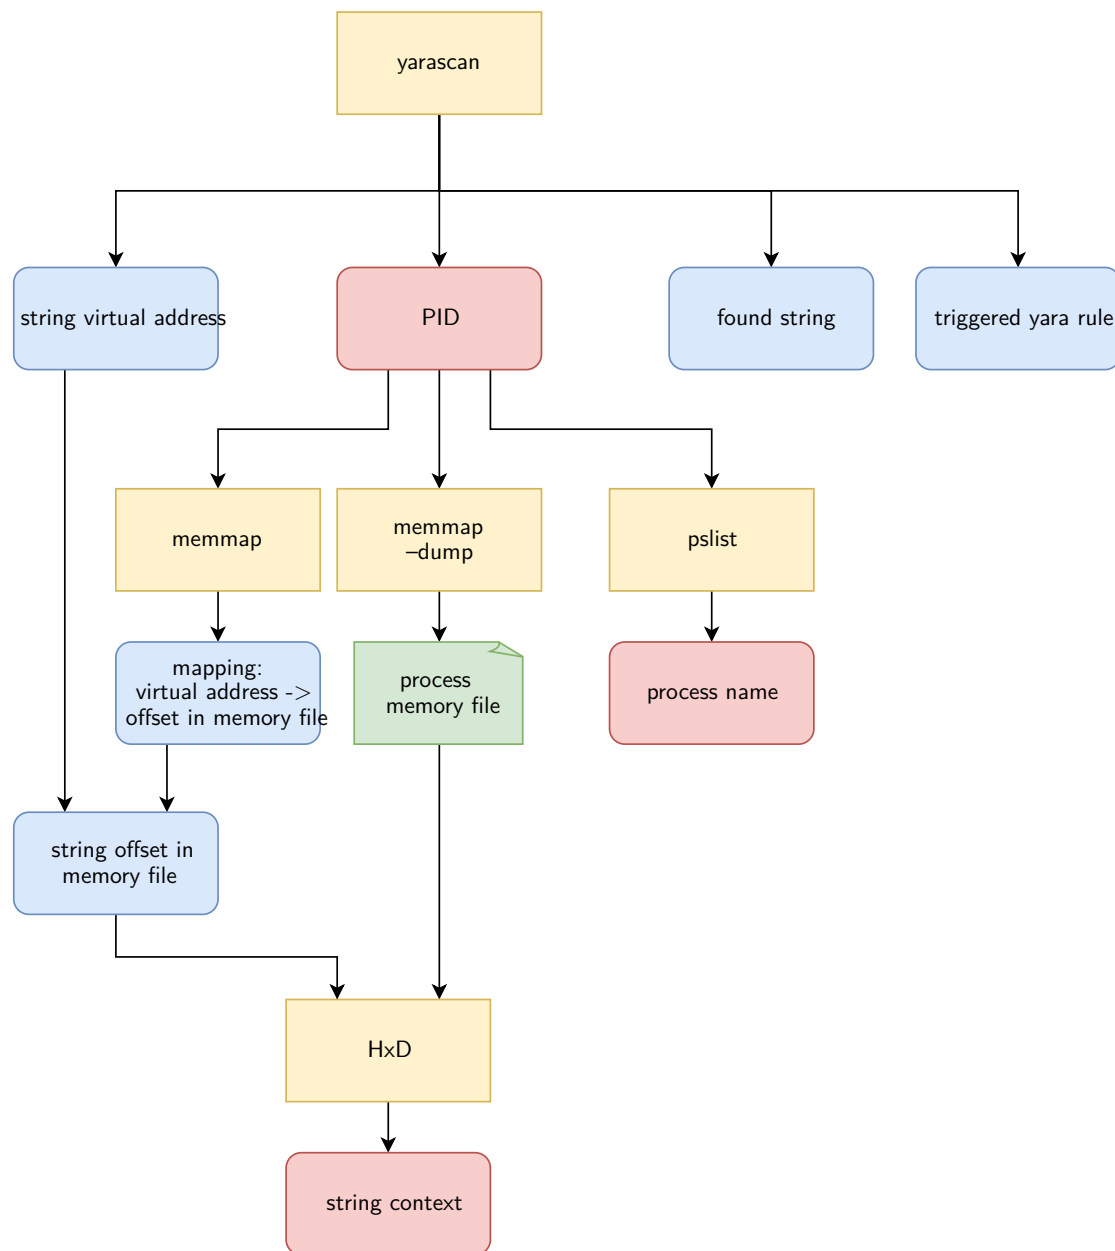 yarascan
string virtual address
PID
found string
triggered yara rule
memmap
memmap
–dump
pslist
mapping:
virtual address ->
offset in memory file
process
memory file
process name
string offset in
memory file
HxD
string context